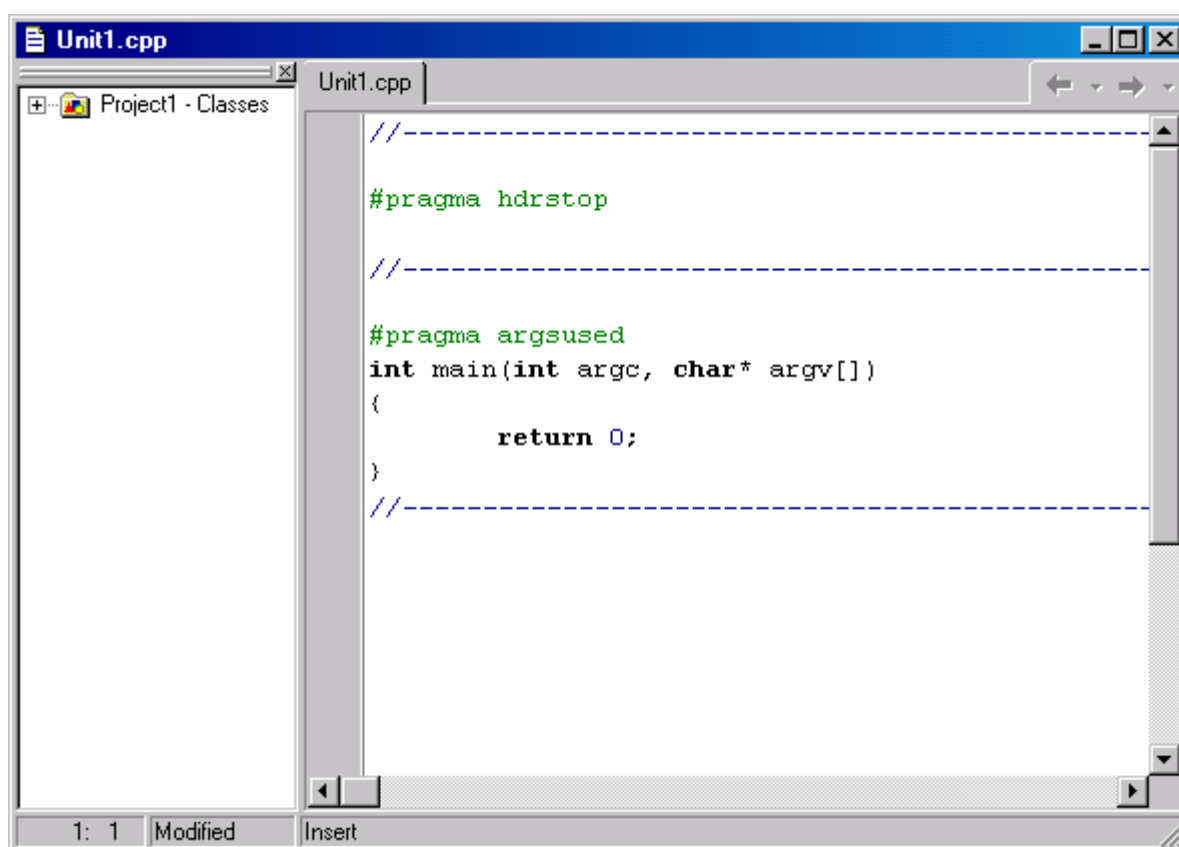 Unit1.cpp
Project1 - Classes
Unit1.cpp
//-----------------------------------------------
#pragma hdrstop
//-----------------------------------------------
#pragma argsused
int main(int argc, char* argv[])
{
return 0;
}
//-----------------------------------------------
1: 1 Modified Insert